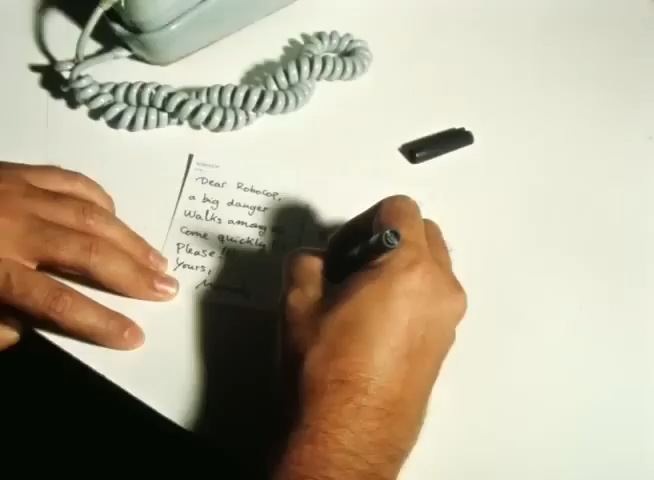 Dear Robocop,
a big danger
Walks among
Come quickly
Please!
Yours,